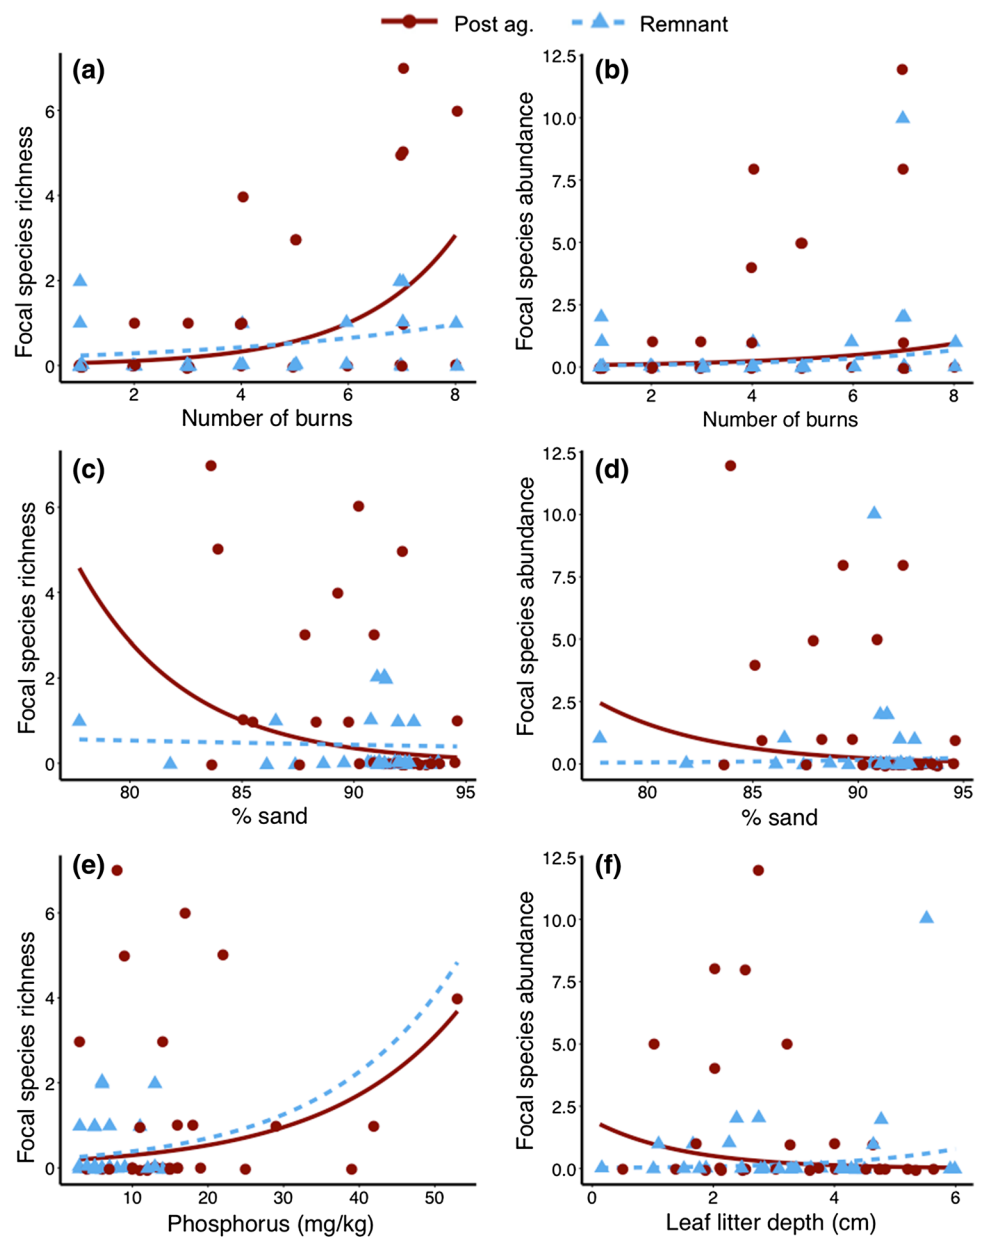 Post ag. Remnant
(a)
Focal species richness
6
4
2
0
2 4 6 8
Number of burns
(b)
Focal species abundance
12.5
10.0
7.5
5.0
2.5
0.0
2 4 6 8
Number of burns
(c)
Focal species richness
6
4
2
0
80 85 90 95
% sand
(d)
Focal species abundance
12.5
10.0
7.5
5.0
2.5
0.0
80 85 90 95
% sand
(e)
Focal species richness
6
4
2
0
10 20 30 40 50
Phosphorus (mg/kg)
(f)
Focal species abundance
12.5
10.0
7.5
5.0
2.5
0.0
0 2 4 6
Leaf litter depth (cm)